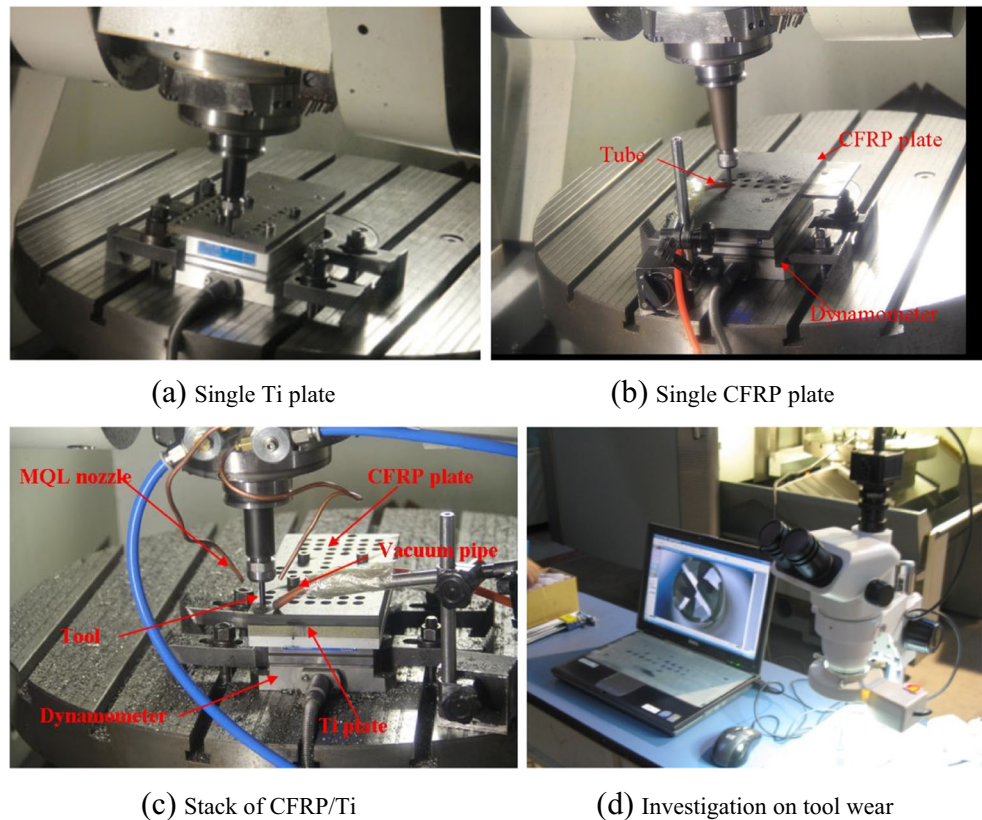 Tube
CFRP plate
Dynamometer
(a) Single Ti plate
(b) Single CFRP plate
MQL nozzle
CFRP plate
Vacuum pipe
Tool
Dynamometer
Ti plate
(c) Stack of CFRP/Ti
(d) Investigation on tool wear